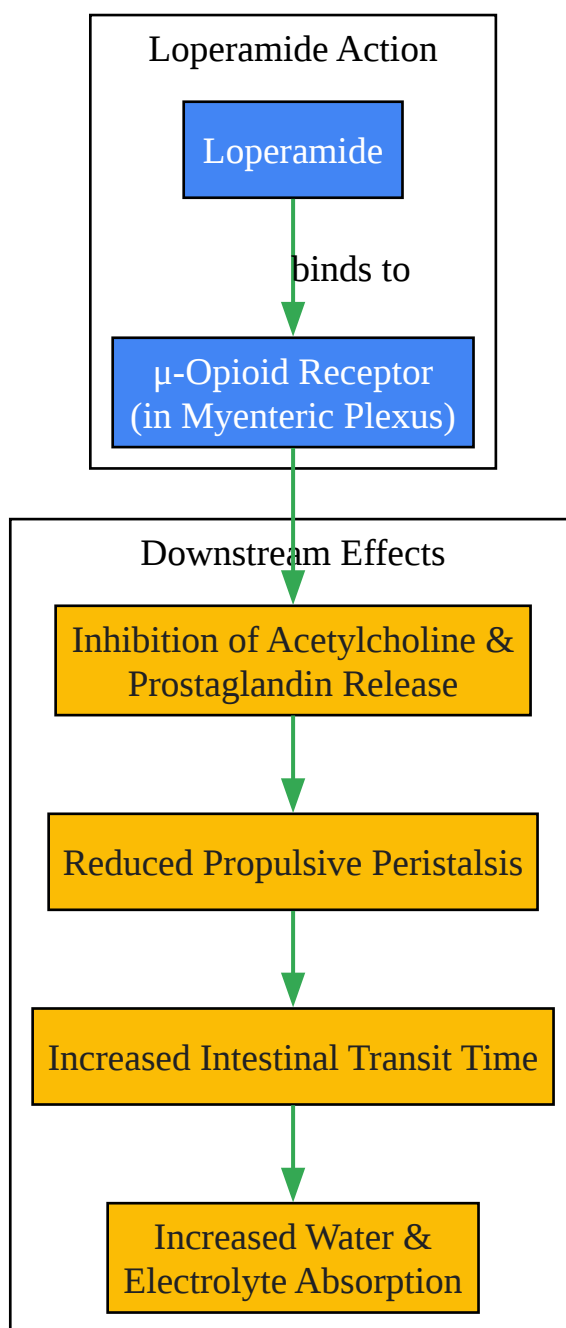 Loperamide Action
Loperamide
binds to
μ-Opioid Receptor
(in Myenteric Plexus)
Downstream Effects
Inhibition of Acetylcholine &
Prostaglandin Release
Reduced Propulsive Peristalsis
Increased Intestinal Transit Time
Increased Water &
Electrolyte Absorption